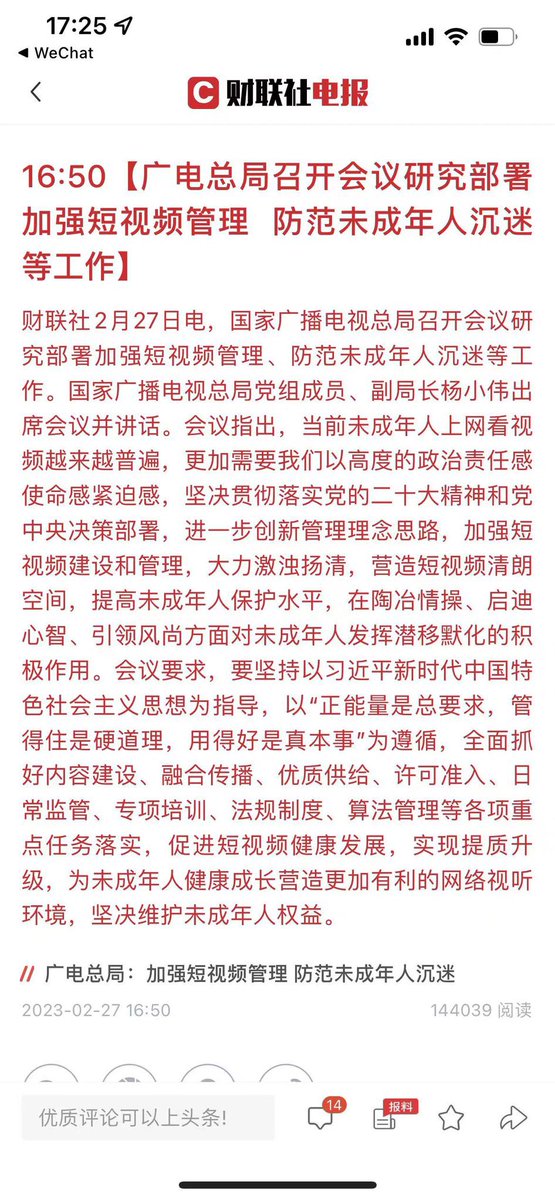 17:25
◀ WeChat
C 财联社电报
16:50【广电总局召开会议研究部署
加强短视频管理 防范未成年人沉迷
等工作】
财联社2月27日电，国家广播电视总局召开会议研
究部署加强短视频管理、防范未成年人沉迷等工
作。国家广播电视总局党组成员、副局长杨小伟出
席会议并讲话。会议指出，当前未成年人上网看视
频越来越普遍，更加需要我们以高度的政治责任感
使命感紧迫感，坚决贯彻落实党的二十大精神和党
中央决策部署，进一步创新管理理念思路，加强短
视频建设和管理，大力激浊扬清，营造短视频清朗
空间，提高未成年人保护水平，在陶冶情操、启迪
心智、引领风尚方面对未成年人发挥潜移默化的积
极作用。会议要求，要坚持以习近平新时代中国特
色社会主义思想为指导，以“正能量是总要求，管
得住是硬道理，用得好是真本事”为遵循，全面抓
好内容建设、融合传播、优质供给、许可准入、日
常监管、专项培训、法规制度、算法管理等各项重
点任务落实，促进短视频健康发展，实现提质升
级，为未成年人健康成长营造更加有利的网络视听
环境，坚决维护未成年人权益。
// 广电总局：加强短视频管理 防范未成年人沉迷
2023-02-27 16:50 144039 阅读
优质评论可以上头条! 14 报料